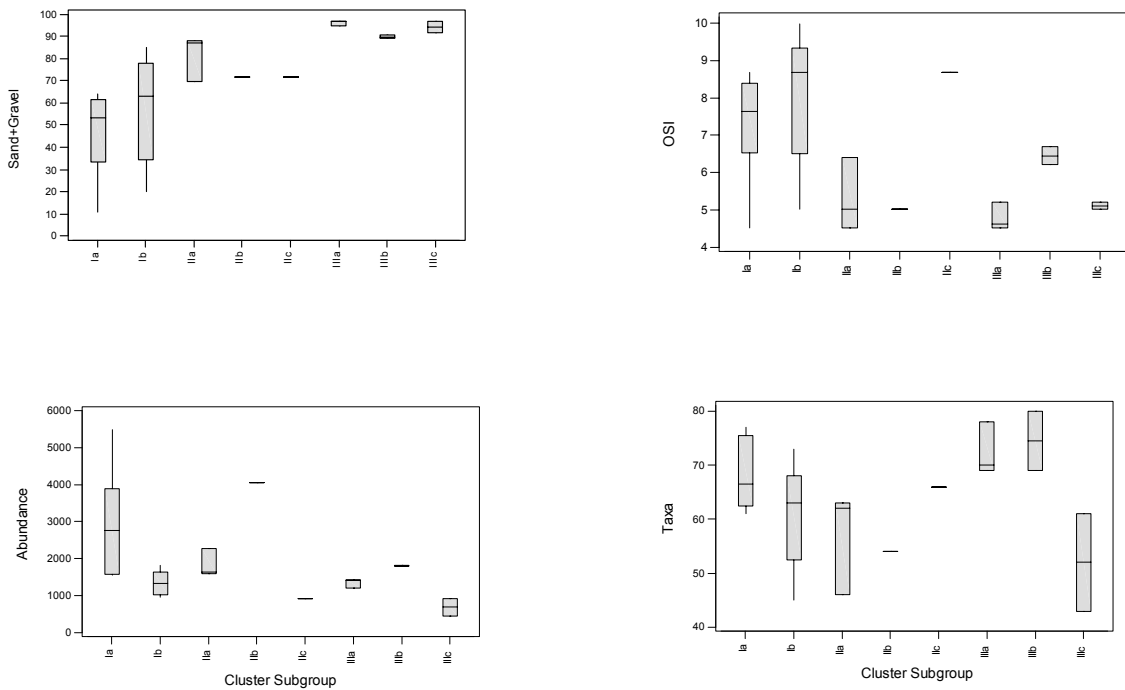 Sand+Gravel
100
90
80
70
60
50
40
30
20
10
0
Ia
Ib
IIa
IIb
IIc
IIIa
IIIb
IIIc
OSI
10
9
8
7
6
5
4
Ia
Ib
IIa
IIb
IIc
IIIa
IIIb
IIIc
Abundance
6000
5000
4000
3000
2000
1000
0
Ia
Ib
IIa
IIb
IIc
IIIa
IIIb
IIIc
Cluster Subgroup
Taxa
80
70
60
50
40
Ia
Ib
IIa
IIb
IIc
IIIa
IIIb
IIIc
Cluster Subgroup